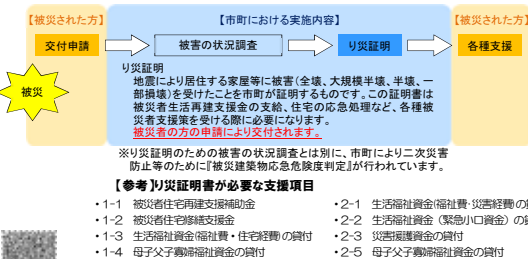 【被災された方】
【市町における実施内容】
【被災された方】
交付申請
被害の状況調査
り災証明
各種支援
被災
り災証明
地震により居住する家屋等に被害（全壊、大規模半壊、半壊、一
部損壊）を受けたことを市町が証明するものです。この証明書は
被災者生活再建支援金の支給、住宅の応急処理など、各種被
災者支援策を受ける際に必要になります。
被災者の方の申請により交付されます。
※り災証明のための被害の状況調査とは別に、市町により二次災害
防止等のために『被災建築物応急危険度判定』が行われています。
【参考】り災証明書が必要な支援項目
・1-1 被災者住宅再建支援補助金
・1-2 被災者住宅修繕支援金
・1-3 生活福祉資金（福祉費・住宅経費）の貸付
・1-4 母子父子寡婦福祉資金の貸付
・2-1 生活福祉資金（福祉費・災害経費）の
・2-2 生活福祉資金（緊急小口資金）の
・2-3 災害援護資金の貸付
・2-5 母子父子寡婦福祉資金の貸付